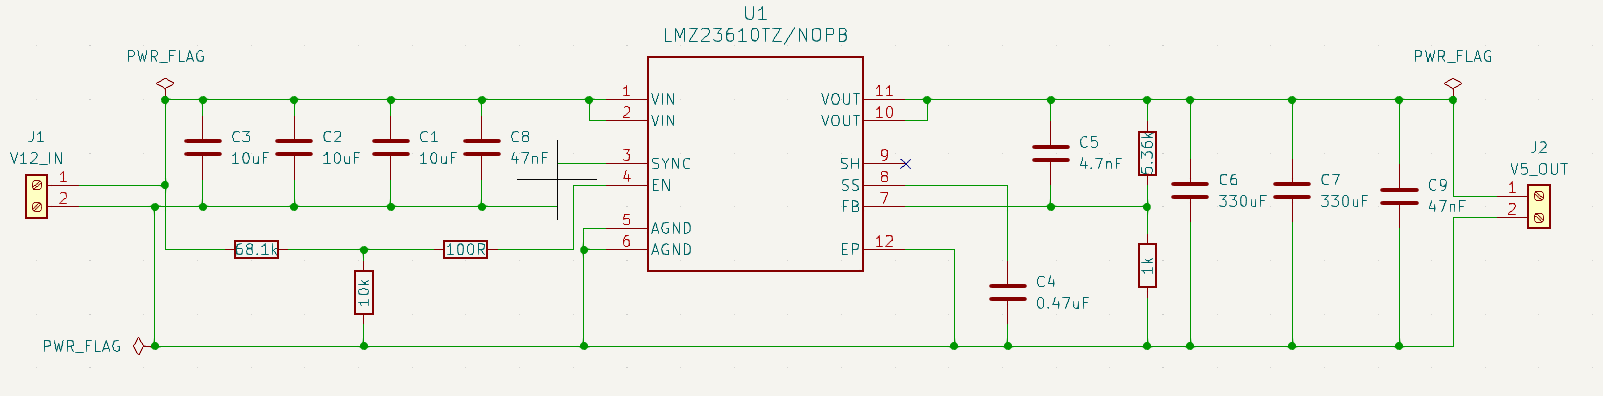 U1
LMZ23610TZ/NOPB
PWR_FLAG
PWR_FLAG
1 VIN
2 VIN
3 SYNC
4 EN
5 AGND
6 AGND
VOUT 11
VOUT 10
SH 9
SS 8
FB 7
EP 12
J1
V12_IN
1
2
C3
10uF
C2
10uF
C1
10uF
C8
47nF
68.1k
100R
10k
C5
4.7nF
5.36k
1k
C4
0.47uF
C6
330uF
C7
330uF
C9
47nF
J2
V5_OUT
1
2
PWR_FLAG